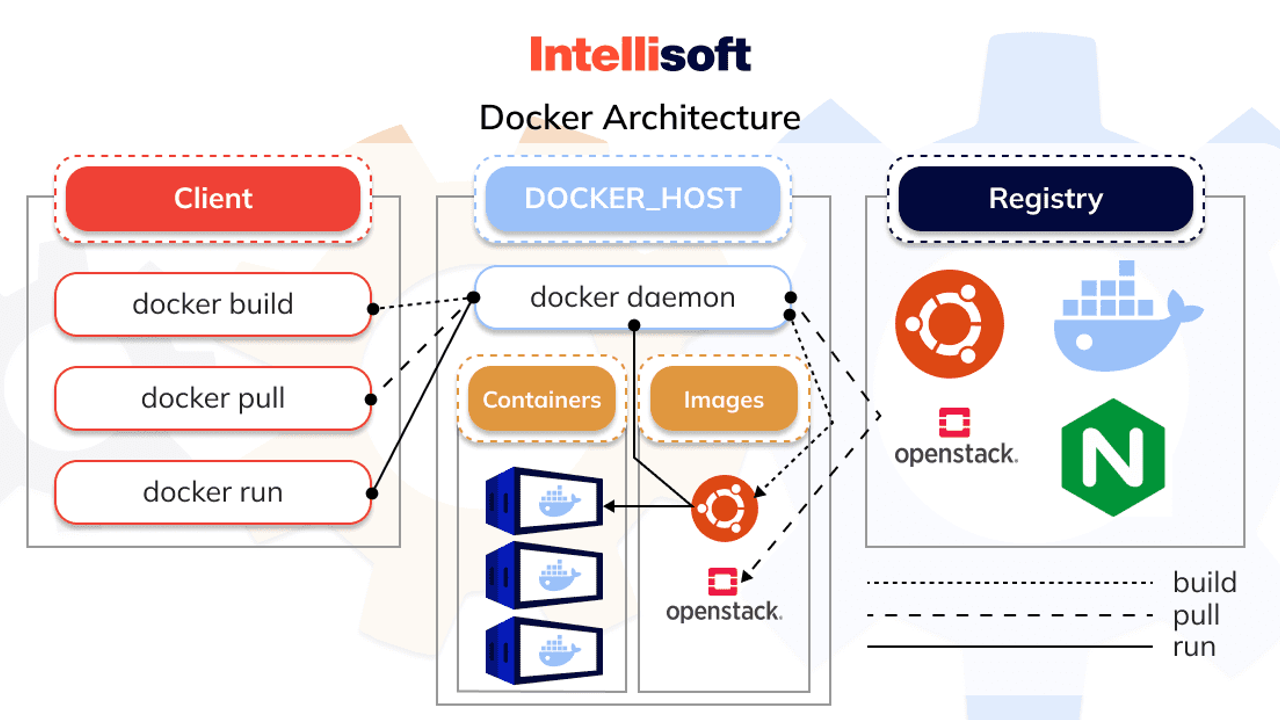 Intellisoft
Docker Architecture
Client
docker build
docker pull
docker run
DOCKER_HOST
docker daemon
Containers
Images
openstack.
Registry
openstack.
N
build
pull
run